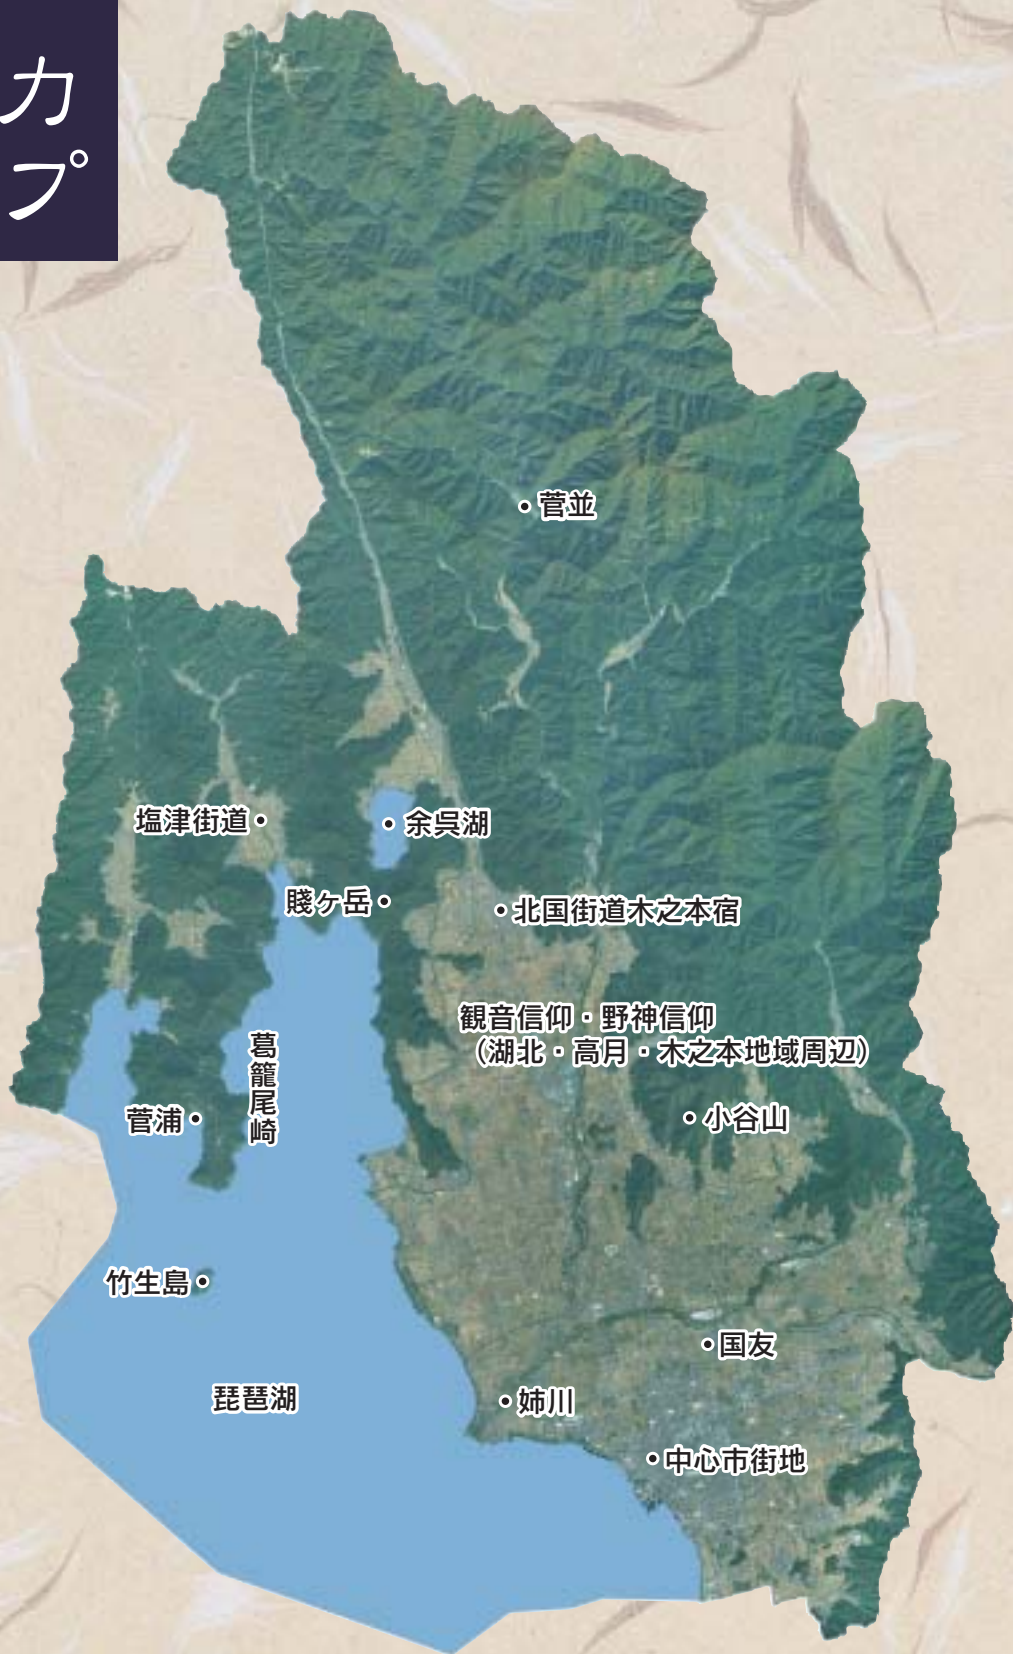 カ
プ
菅並
塩津街道
余呉湖
賤ヶ岳
北国街道木之本宿
観音信仰・野神信仰
（湖北・高月・木之本地域周辺）
葛籠尾崎
菅浦
小谷山
竹生島
国友
琵琶湖
姉川
中心市街地